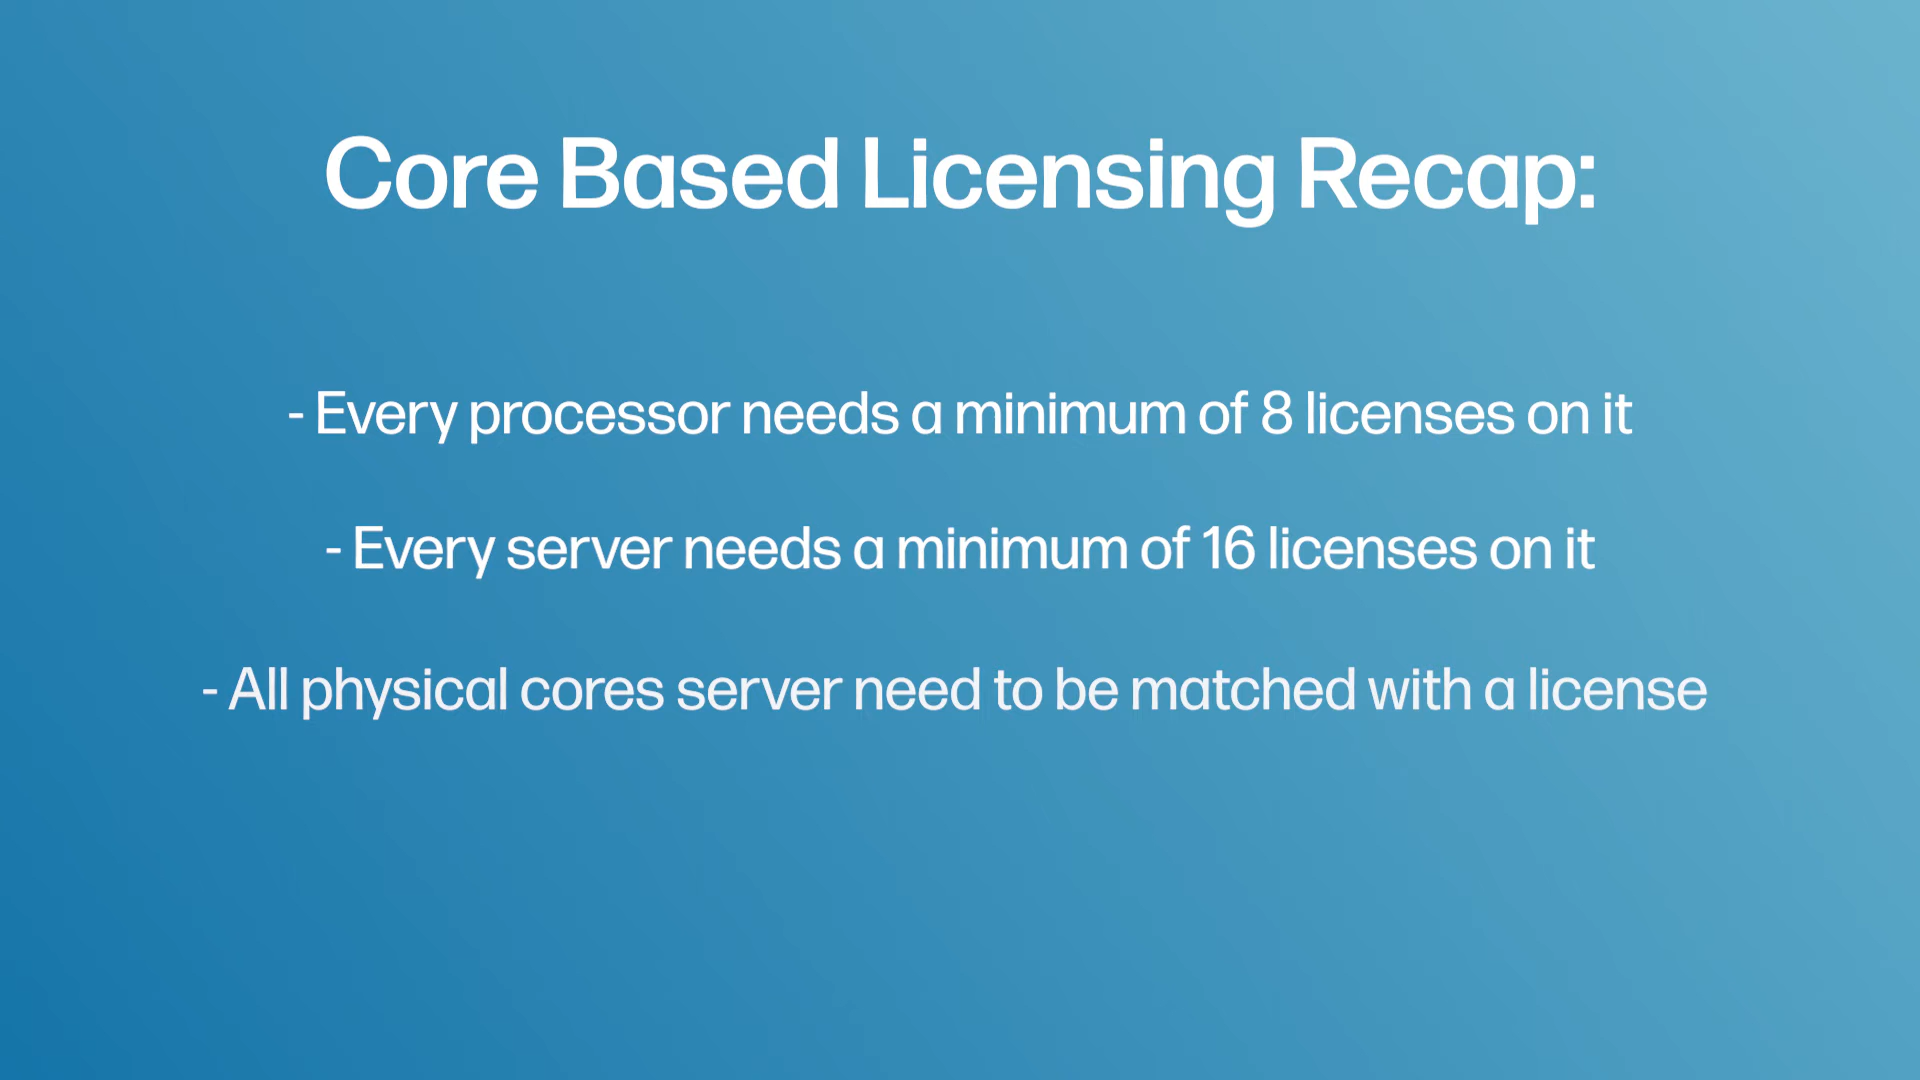 Core Based Licensing Recap:
- Every processor needs a minimum of 8 licenses on it
- Every server needs a minimum of 16 licenses on it
- All physical cores server need to be matched with a license